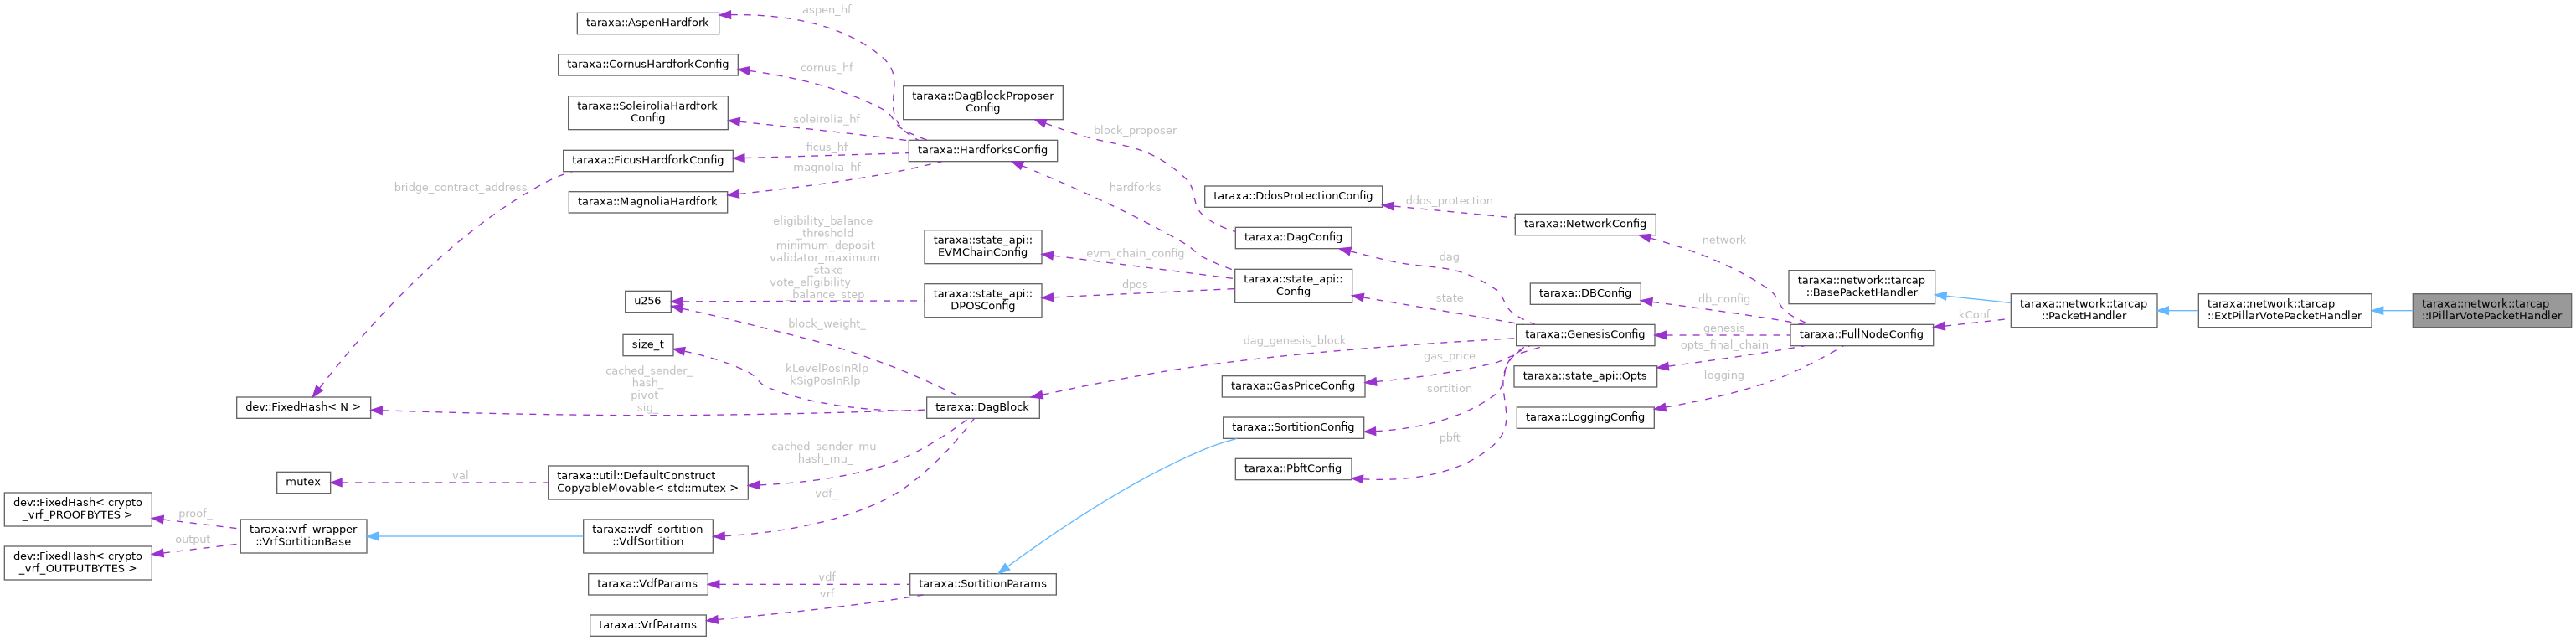 aspen_hf
taraxa::AspenHardfork
cornus_hf
taraxa::CornusHardforkConfig
taraxa::DagBlockProposer
Config
taraxa::SoleiroliaHardfork
Config
soleirolia_hf
block_proposer
ficus_hf
taraxa::HardforksConfig
taraxa::FicusHardforkConfig
magnolia_hf
bridge_contract_address
hardforks
taraxa::MagnoliaHardfork
taraxa::DdosProtectionConfig
ddos_protection
eligibility_balance
_threshold
minimum_deposit
validator_maximum
_stake
vote_eligibility
_balance_step
taraxa::NetworkConfig
taraxa::DagConfig
network
taraxa::state_api::
EVMChainConfig
evm_chain_config
dag
taraxa::state_api::
Config
taraxa::network::tarcap
::BasePacketHandler
dpos
taraxa::state_api::
DPOSConfig
u256
state
taraxa::DBConfig
db_config
taraxa::network::tarcap
::PacketHandler
taraxa::network::tarcap
::ExtPillarVotePacketHandler
taraxa::network::tarcap
::IPillarVotePacketHandler
kConf
block_weight_
taraxa::GenesisConfig
genesis
taraxa::FullNodeConfig
size_t
dag_genesis_block
opts_final_chain
gas_price
kLevelPosInRlp
kSigPosInRlp
cached_sender_
hash_
pivot_
sig_
taraxa::GasPriceConfig
sortition
taraxa::state_api::Opts
logging
dev::FixedHash< N >
taraxa::DagBlock
taraxa::LoggingConfig
taraxa::SortitionConfig
pbft
cached_sender_mu_
hash_mu_
taraxa::PbftConfig
mutex
val
taraxa::util::DefaultConstruct
CopyableMovable< std::mutex >
vdf_
dev::FixedHash< crypto
_vrf_PROOFBYTES >
proof_
taraxa::vrf_wrapper
::VrfSortitionBase
taraxa::vdf_sortition
::VdfSortition
output_
dev::FixedHash< crypto
_vrf_OUTPUTBYTES >
taraxa::VdfParams
vdf
taraxa::SortitionParams
vrf
taraxa::VrfParams